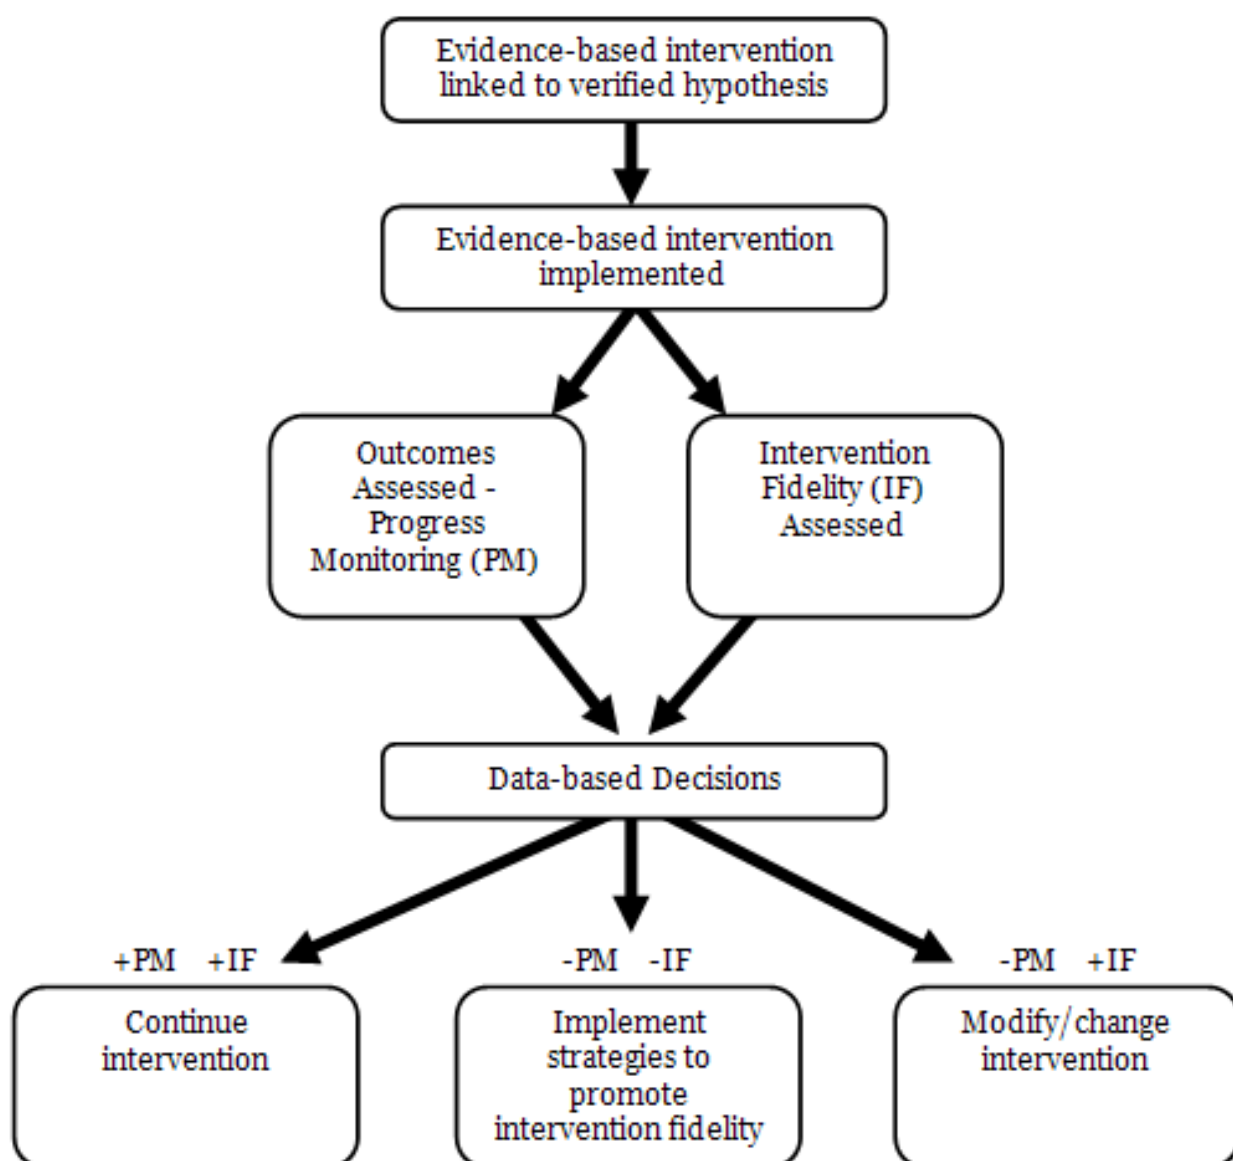 Evidence-based intervention
linked to verified hypothesis
Evidence-based intervention
implemented
Outcomes
Assessed -
Progress
Monitoring (PM)
Intervention
Fidelity (IF)
Assessed
Data-based Decisions
+PM +IF
-PM -IF
-PM +IF
Continue
intervention
Implement
strategies to
promote
intervention fidelity
Modify/change
intervention